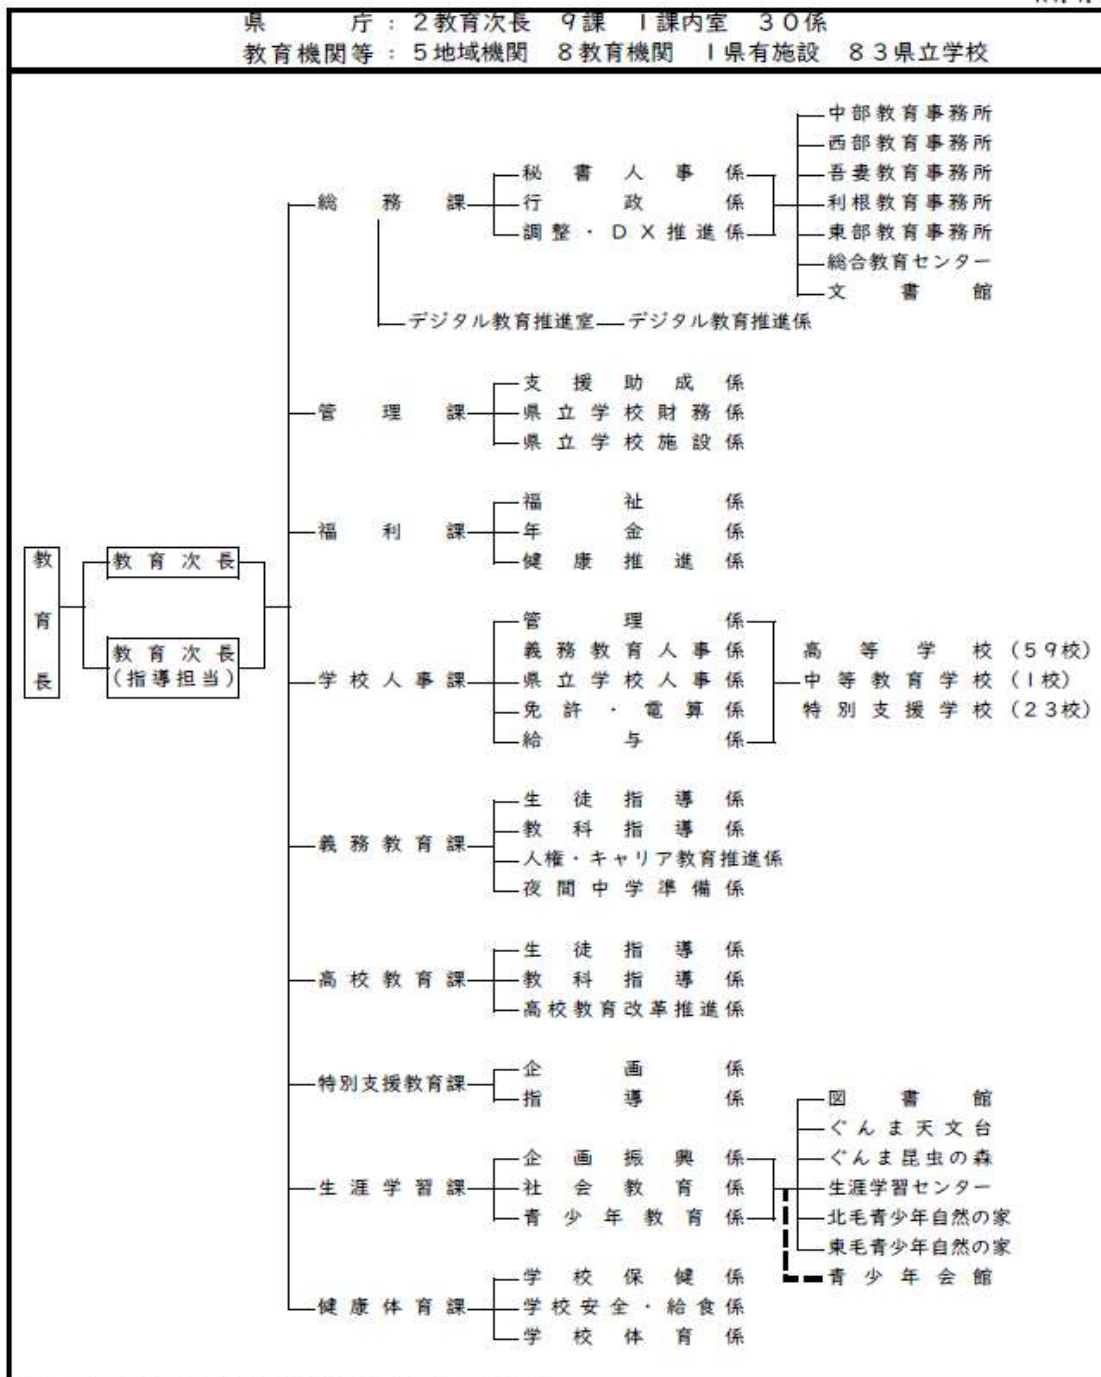 県庁：2教育次長 9課 1課内室 30係
教育機関等：5地域機関 8教育機関 1県有施設 83県立学校
教育長
教育次長
教育次長
（指導担当）
総務課
秘書人事係
行政係
調整・DX推進係
中部教育事務所
西部教育事務所
吾妻教育事務所
利根教育事務所
東部教育事務所
総合教育センター
文書館
デジタル教育推進室
デジタル教育推進係
管理課
支援助成係
県立学校財務係
県立学校施設係
福利課
福祉係
年金係
健康推進係
学校人事課
管理係
義務教育人事係
県立学校人事係
免許・電算係
給与係
高等学校（59校）
中等教育学校（1校）
特別支援学校（23校）
義務教育課
生徒指導係
教科指導係
人権・キャリア教育推進係
夜間中学準備係
高校教育課
生徒指導係
教科指導係
高校教育改革推進係
特別支援教育課
企画係
指導係
生涯学習課
企画振興係
社会教育係
青少年教育係
図書館
ぐんま天文台
ぐんま昆虫の森
生涯学習センター
北毛青少年自然の家
東毛青少年自然の家
青少年会館
健康体育課
学校保健係
学校安全・給食係
学校体育係